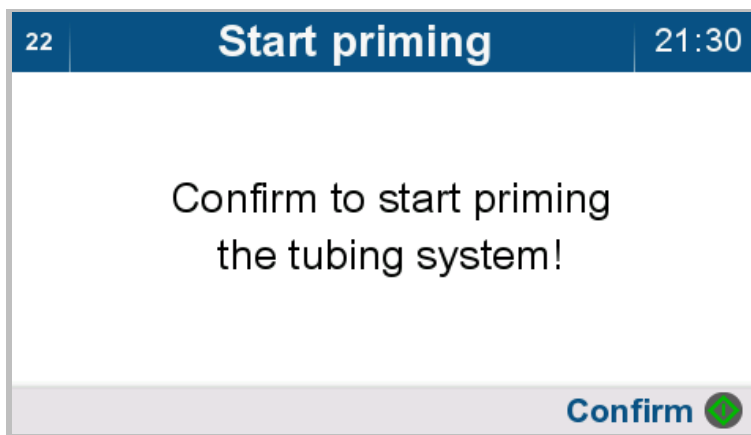 22 Start priming 21:30
Confirm to start priming
the tubing system!
Confirm